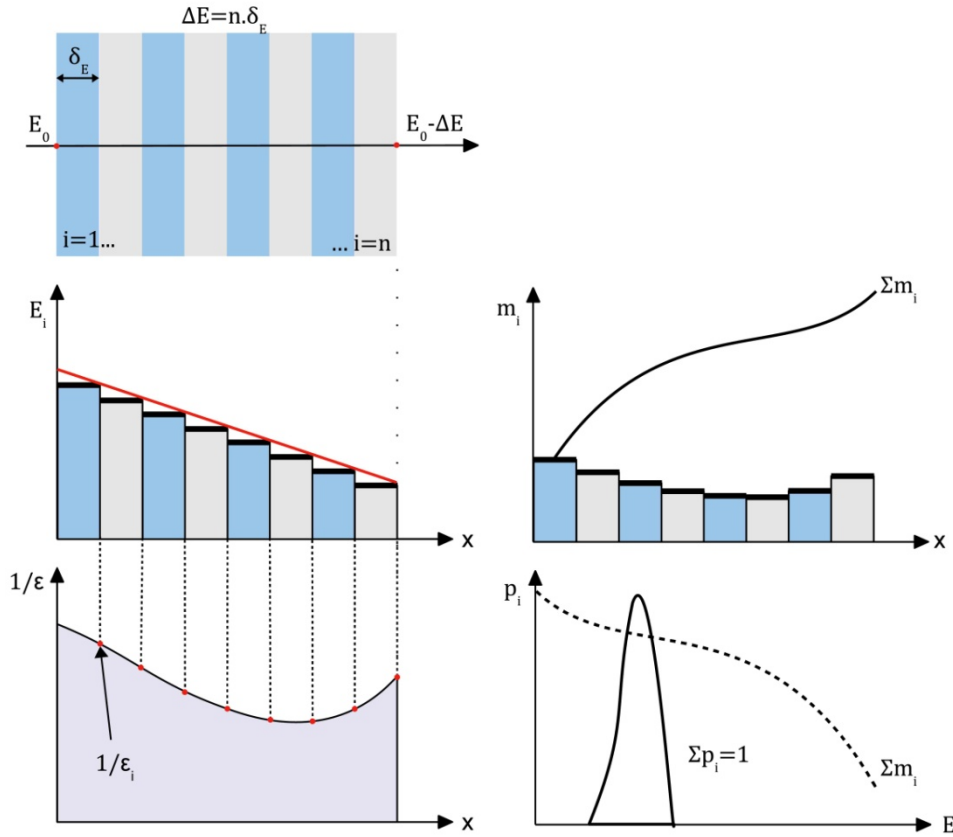 ΔE=n.δ_E
δ_E
E_0
E_0-ΔE
i=1...
... i=n
E_i
x
m_i
Σm_i
x
1/ε
1/ε_i
x
p_i
Σp_i=1
Σm_i
E